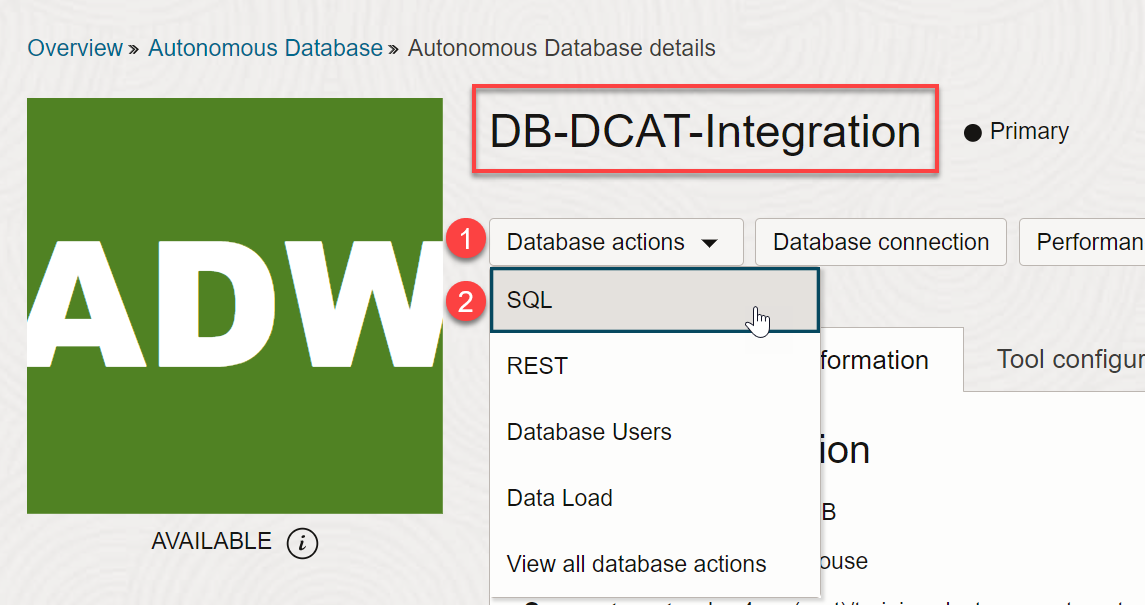 Overview » Autonomous Database » Autonomous Database details
DB-DCAT-Integration
Primary
ADW
1
Database actions
Database connection
Performan
2
SQL
REST
formation
Tool configur
Database Users
ion
Data Load
B
AVAILABLE i
View all database actions
ouse